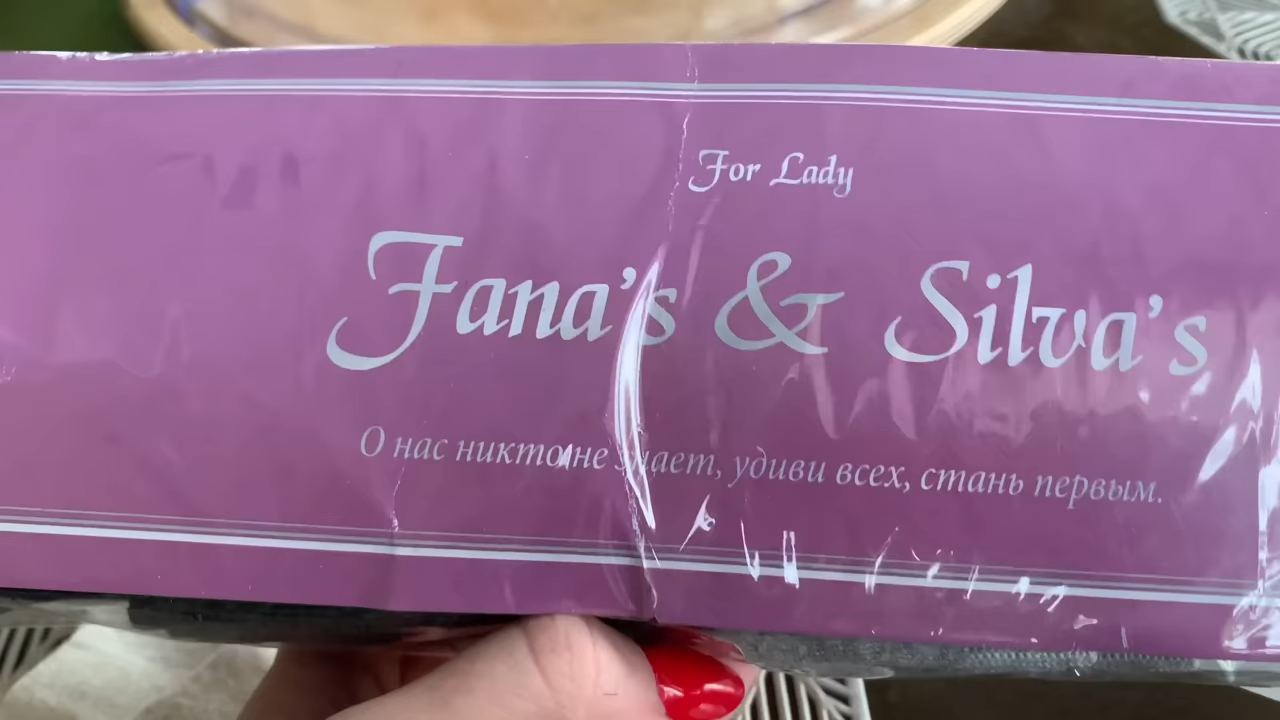 For Lady
Fana's & Silva's
О нас никто не знает, удиви всех, стань первым.